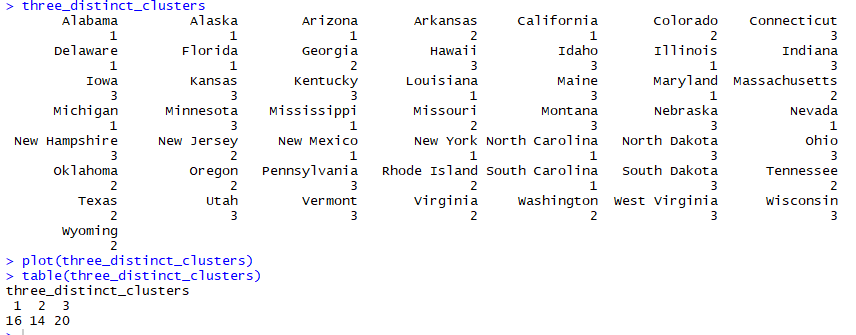 > three_distinct_clusters
Alabama Alaska Arizona Arkansas California Colorado Connecticut
1 1 1 2 1 2 3
Delaware Florida Georgia Hawaii Idaho Illinois Indiana
1 1 2 3 3 1 3
Iowa Kansas Kentucky Louisiana Maine Maryland Massachusetts
3 3 3 1 3 1 2
Michigan Minnesota Mississippi Missouri Montana Nebraska Nevada
1 3 1 2 3 3 1
New Hampshire New Jersey New Mexico New York North Carolina North Dakota Ohio
3 2 1 1 1 3 3
Oklahoma Oregon Pennsylvania Rhode Island South Carolina South Dakota Tennessee
2 2 3 2 1 3 2
Texas Utah Vermont Virginia Washington West Virginia Wisconsin
2 3 3 2 2 3 3
Wyoming
2
> plot(three_distinct_clusters)
> table(three_distinct_clusters)
three_distinct_clusters
1 2 3
16 14 20
>